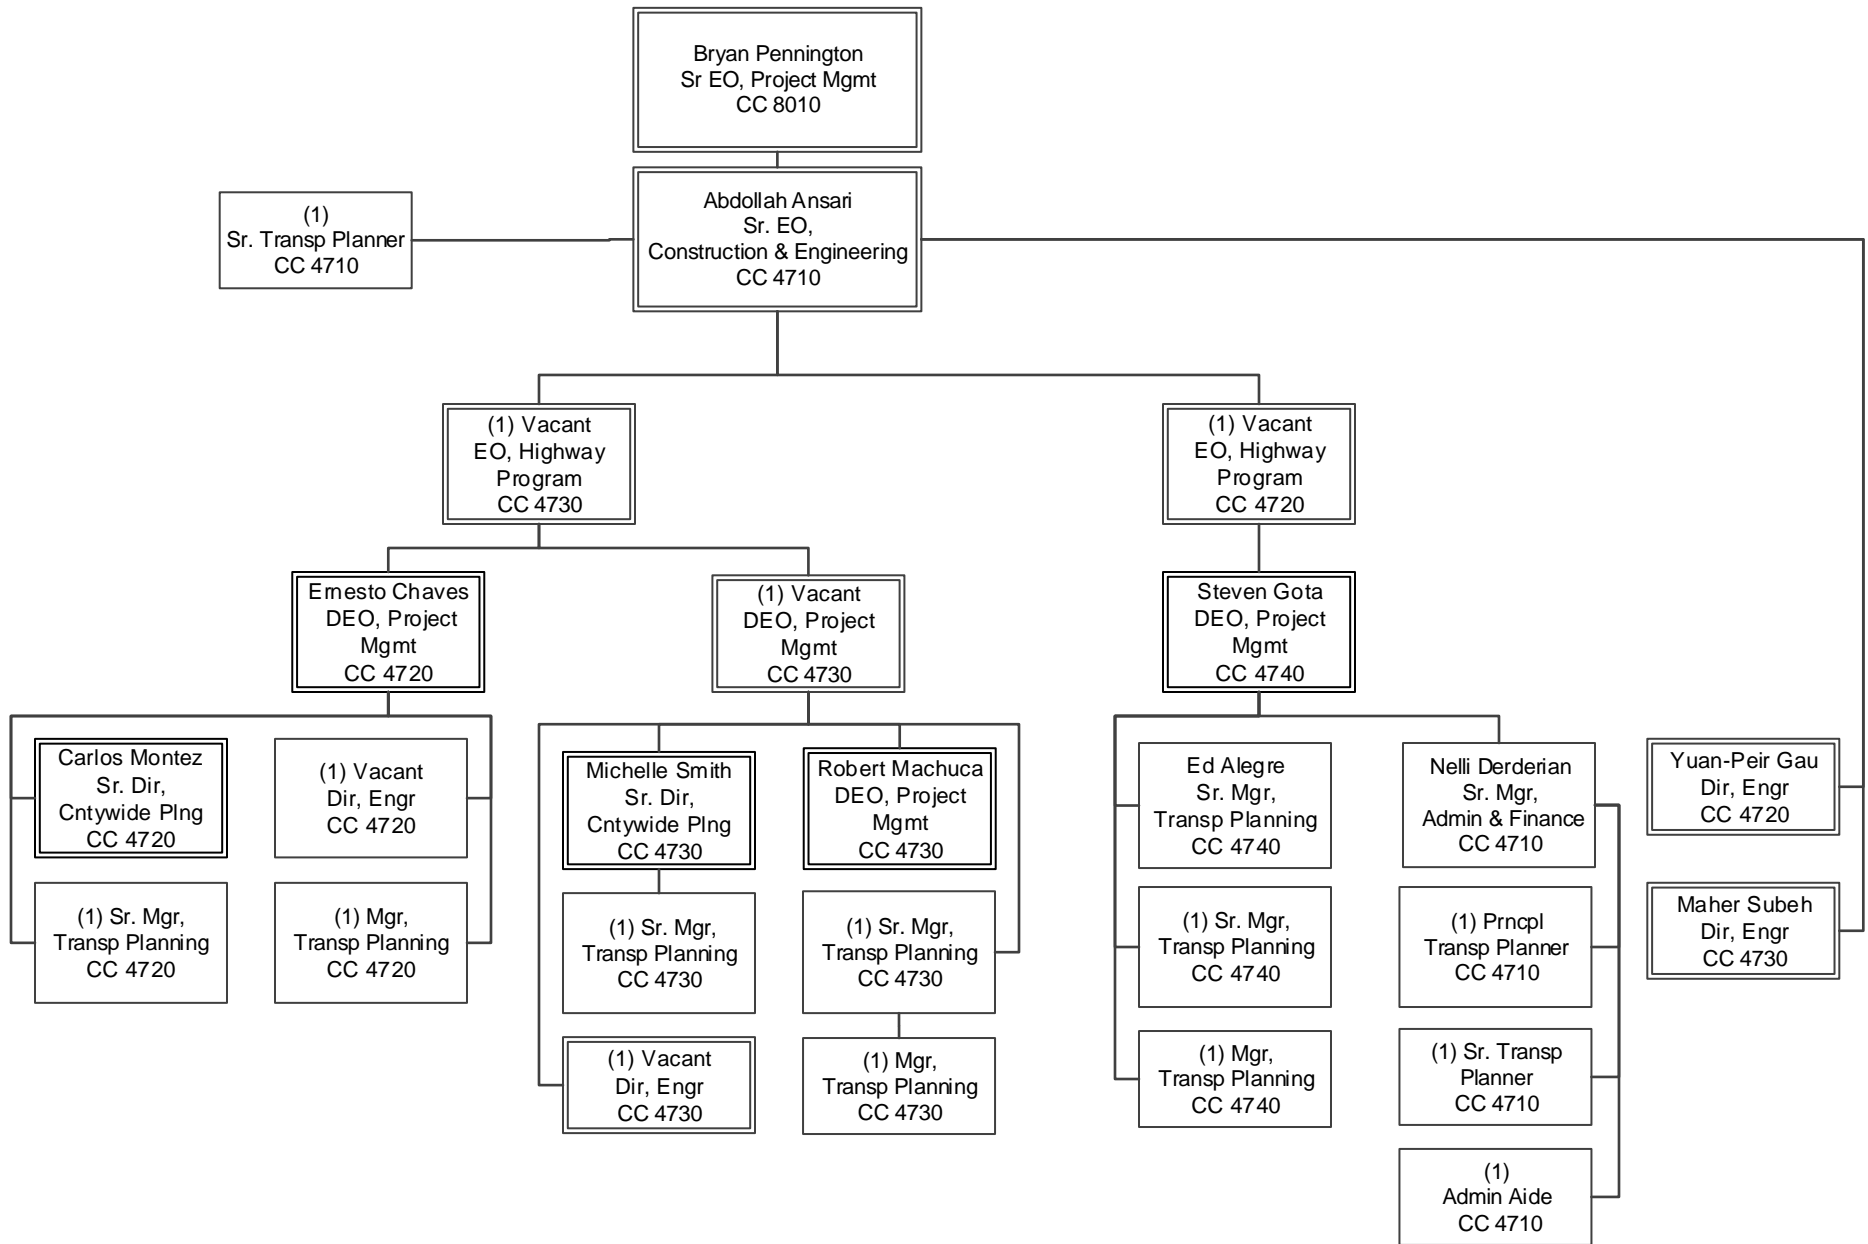 Bryan Pennington
Sr EO, Project Mgmt
CC 8010
(1)
Sr. Transp Planner
CC 4710
Abdollah Ansari
Sr. EO,
Construction & Engineering
CC 4710
(1) Vacant
EO, Highway
Program
CC 4730
(1) Vacant
EO, Highway
Program
CC 4720
Ernesto Chaves
DEO, Project
Mgmt
CC 4720
(1) Vacant
DEO, Project
Mgmt
CC 4730
Steven Gota
DEO, Project
Mgmt
CC 4740
Carlos Montez
Sr. Dir,
Cntywide Plng
CC 4720
(1) Vacant
Dir, Engr
CC 4720
Michelle Smith
Sr. Dir,
Cntywide Plng
CC 4730
Robert Machuca
DEO, Project
Mgmt
CC 4730
Ed Alegre
Sr. Mgr,
Transp Planning
CC 4740
Nelli Derderian
Sr. Mgr,
Admin & Finance
CC 4710
Yuan-Peir Gau
Dir, Engr
CC 4720
(1) Sr. Mgr,
Transp Planning
CC 4720
(1) Mgr,
Transp Planning
CC 4720
(1) Sr. Mgr,
Transp Planning
CC 4730
(1) Sr. Mgr,
Transp Planning
CC 4730
(1) Sr. Mgr,
Transp Planning
CC 4740
(1) Prncpl
Transp Planner
CC 4710
Maher Subeh
Dir, Engr
CC 4730
(1) Vacant
Dir, Engr
CC 4730
(1) Mgr,
Transp Planning
CC 4730
(1) Mgr,
Transp Planning
CC 4740
(1) Sr. Transp
Planner
CC 4710
(1)
Admin Aide
CC 4710